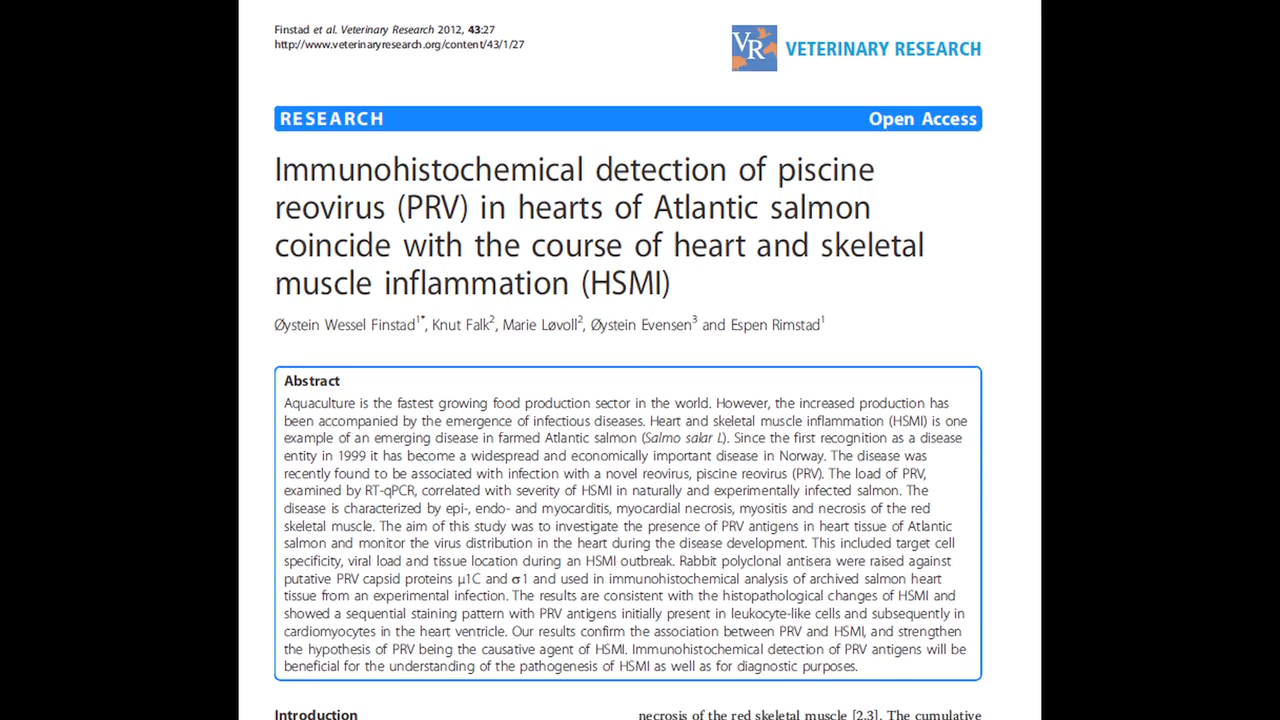 Finstad et al. Veterinary Research 2012, 43:27
http://www.veterinaryresearch.org/content/43/1/27
VR VETERINARY RESEARCH
RESEARCH Open Access
Immunohistochemical detection of piscine
reovirus (PRV) in hearts of Atlantic salmon
coincide with the course of heart and skeletal
muscle inflammation (HSMI)
Øystein Wessel Finstad1*, Knut Falk2, Marie Løvoll2, Øystein Evensen3 and Espen Rimstad1
Abstract
Aquaculture is the fastest growing food production sector in the world. However, the increased production has
been accompanied by the emergence of infectious diseases. Heart and skeletal muscle inflammation (HSMI) is one
example of an emerging disease in farmed Atlantic salmon (Salmo salar L). Since the first recognition as a disease
entity in 1999 it has become a widespread and economically important disease in Norway. The disease was
recently found to be associated with infection with a novel reovirus, piscine reovirus (PRV). The load of PRV,
examined by RT-qPCR, correlated with severity of HSMI in naturally and experimentally infected salmon. The
disease is characterized by epi-, endo- and myocarditis, myocardial necrosis, myositis and necrosis of the red
skeletal muscle. The aim of this study was to investigate the presence of PRV antigens in heart tissue of Atlantic
salmon and monitor the virus distribution in the heart during the disease development. This included target cell
specificity, viral load and tissue location during an HSMI outbreak. Rabbit polyclonal antisera were raised against
putative PRV capsid proteins μ1C and σ1 and used in immunohistochemical analysis of archived salmon heart
tissue from an experimental infection. The results are consistent with the histopathological changes of HSMI and
showed a sequential staining pattern with PRV antigens initially present in leukocyte-like cells and subsequently in
cardiomyocytes in the heart ventricle. Our results confirm the association between PRV and HSMI, and strengthen
the hypothesis of PRV being the causative agent of HSMI. Immunohistochemical detection of PRV antigens will be
beneficial for the understanding of the pathogenesis of HSMI as well as for diagnostic purposes.
Introduction
necrosis of the red skeletal muscle [2,3]. The cumulative